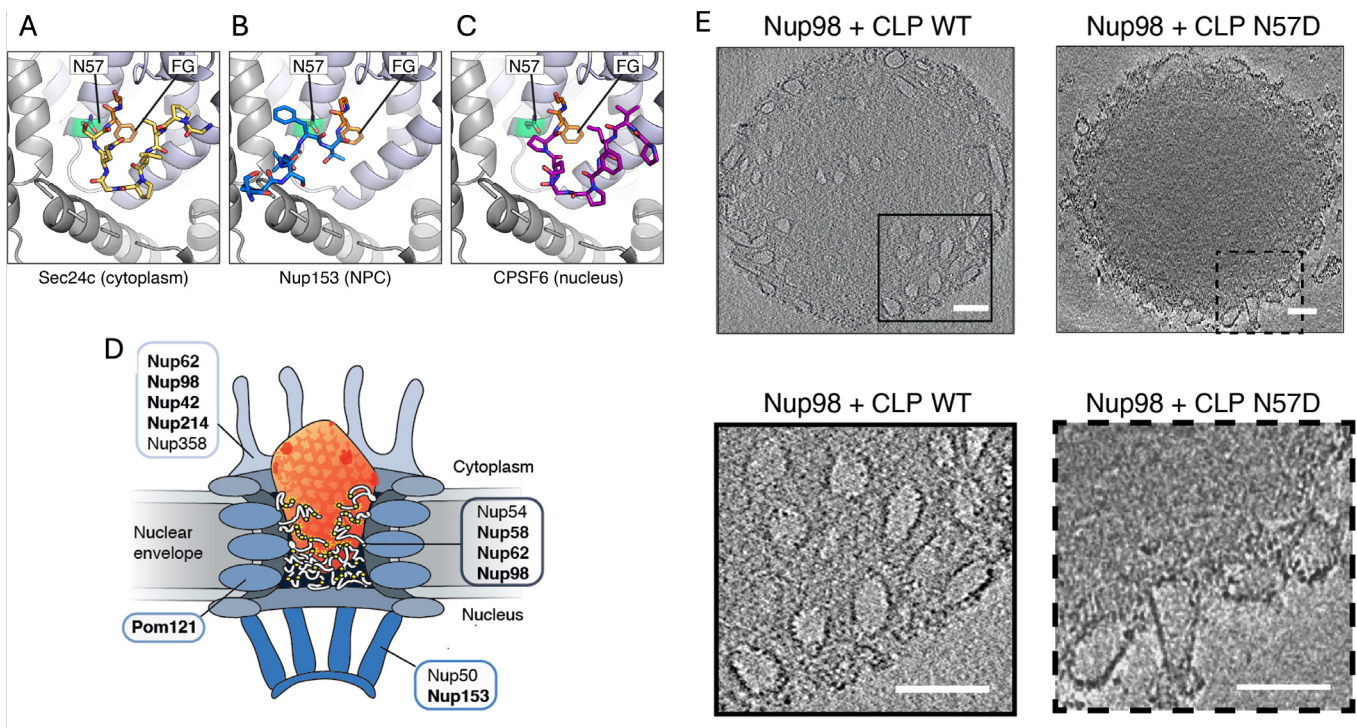 A
B
C
N57
FG
N57
FG
N57
FG
Sec24c (cytoplasm)
Nup153 (NPC)
CPSF6 (nucleus)
D
Nup62
Nup98
Nup42
Nup214
Nup358
Cytoplasm
Nuclear
envelope
Nup54
Nup58
Nup62
Nup98
Nucleus
Pom121
Nup50
Nup153
E
Nup98 + CLP WT
Nup98 + CLP N57D
Nup98 + CLP WT
Nup98 + CLP N57D